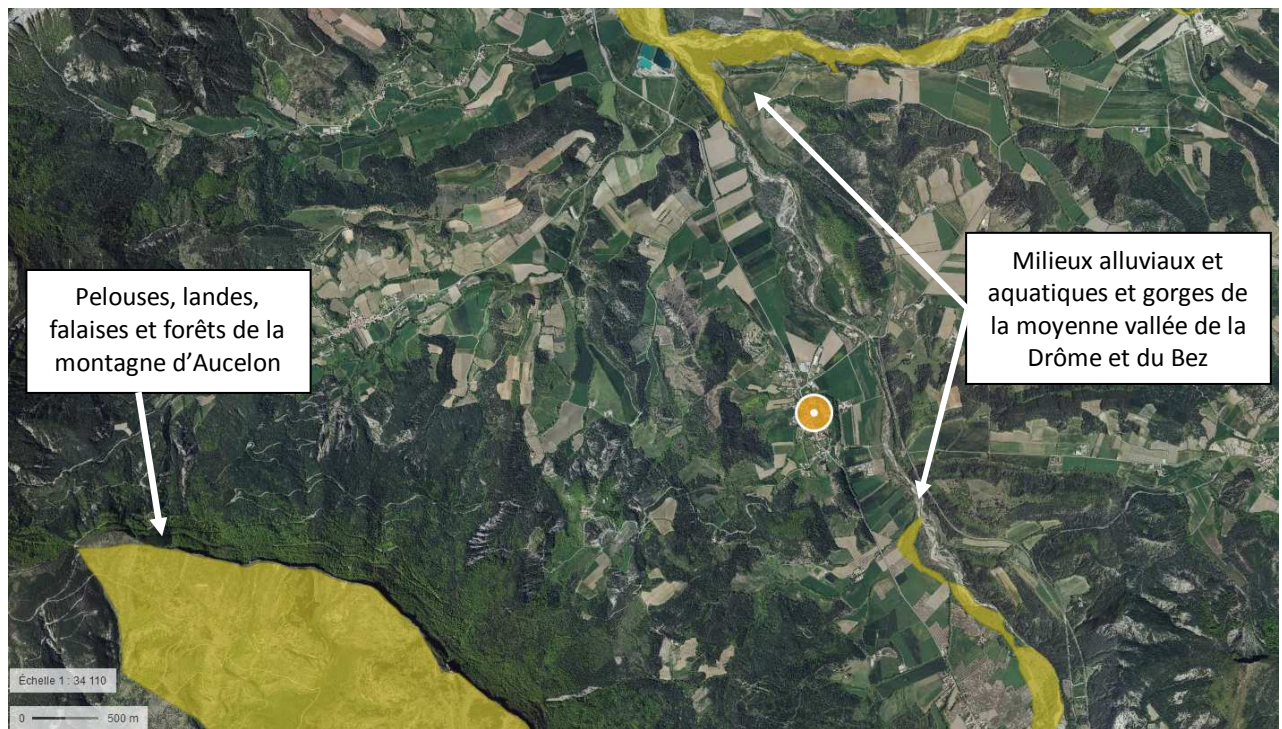 Pelouses, landes,
falaises et forêts de la
montagne d’Aucelon
Milieux alluviaux et
aquatiques et gorges de
la moyenne vallée de la
Drôme et du Bez
Échelle 1 : 34 110
0 500 m